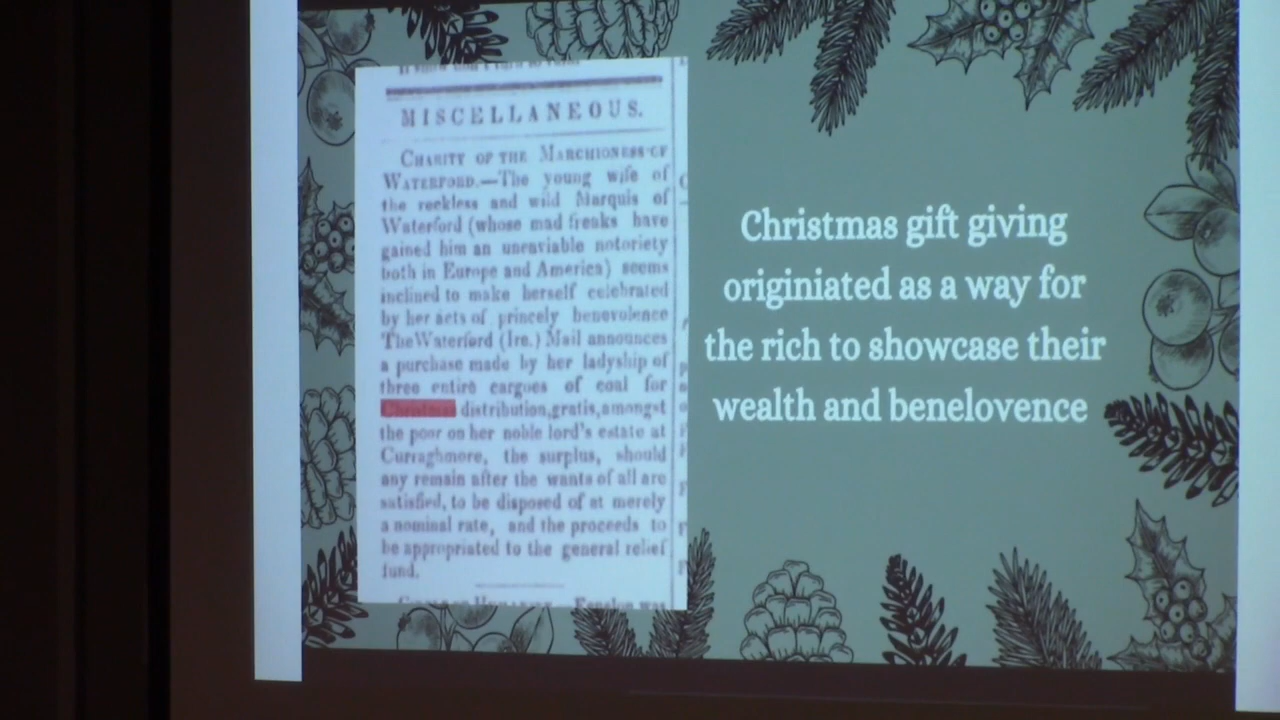 MISCELLANEOUS.
CHARITY OF THE MARCHIONESS OF
WATERFORD.—The young wife of
the reckless and wild Marquis of
Waterford (whose mad freaks have
gained him an uneaviable notoriety
both in Europe and America) seems
inclined to make herself celebrated
by her acts of princely benevolence
The Waterford (Ire.) Mail announces
a purchase made by her ladyship of
three entire cargoes of coal for
Christmas distribution, gratis, amongst
the poor on her noble lord's estate at
Curraghmore, the surplus, should
any remain after the wants of all are
satisfied, to be disposed of at merely
a nominal rate, and the proceeds to
be appropriated to the general relief
fund.
Christmas gift giving
originiated as a way for
the rich to showcase their
wealth and benelovence